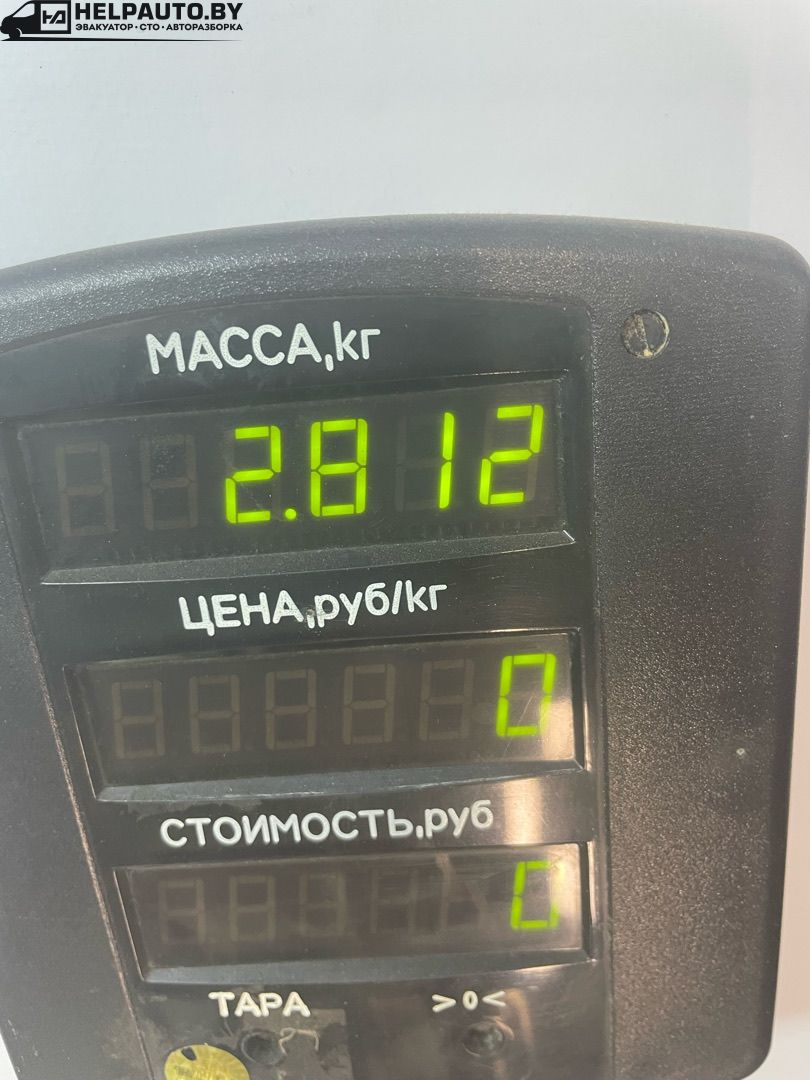 HELPAUTO.BY
ЭВАКУАТОР•СТО•АВТОРАЗБОРКА
МАССА,кг
2.812
ЦЕНА,руб/кг
0
СТОИМОСТЬ,руб
0
ТАРА >0<